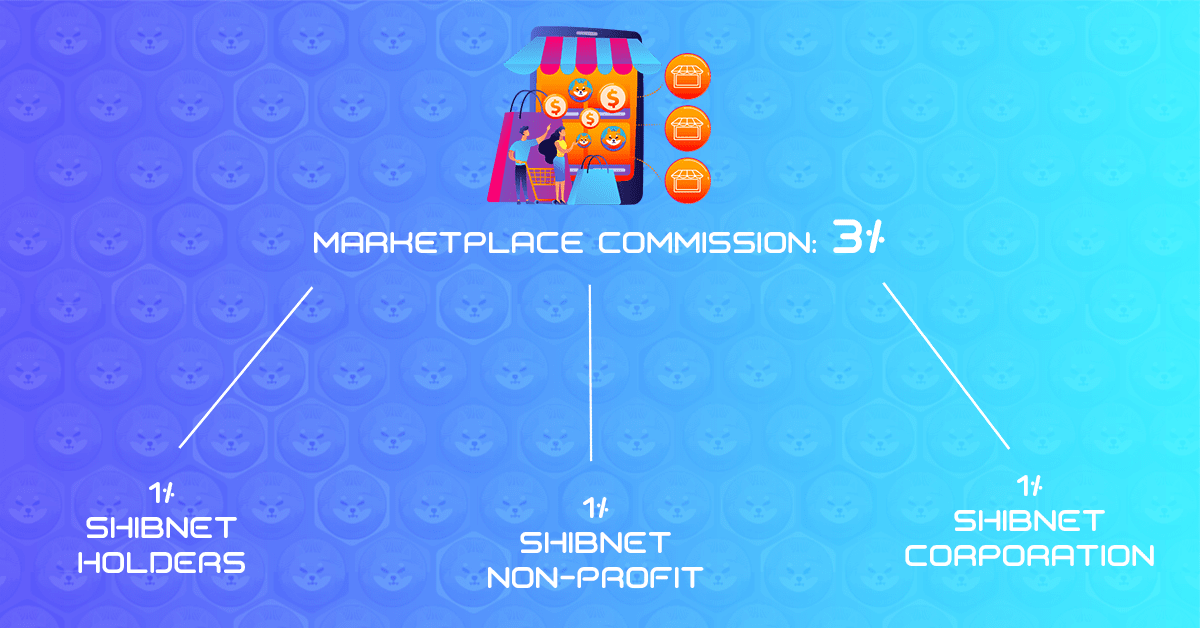 MARKETPLACE COMMISSION: 3%
1%
SHIBNET
HOLDERS
1%
SHIBNET
NON-PROFIT
1%
SHIBNET
CORPORATION